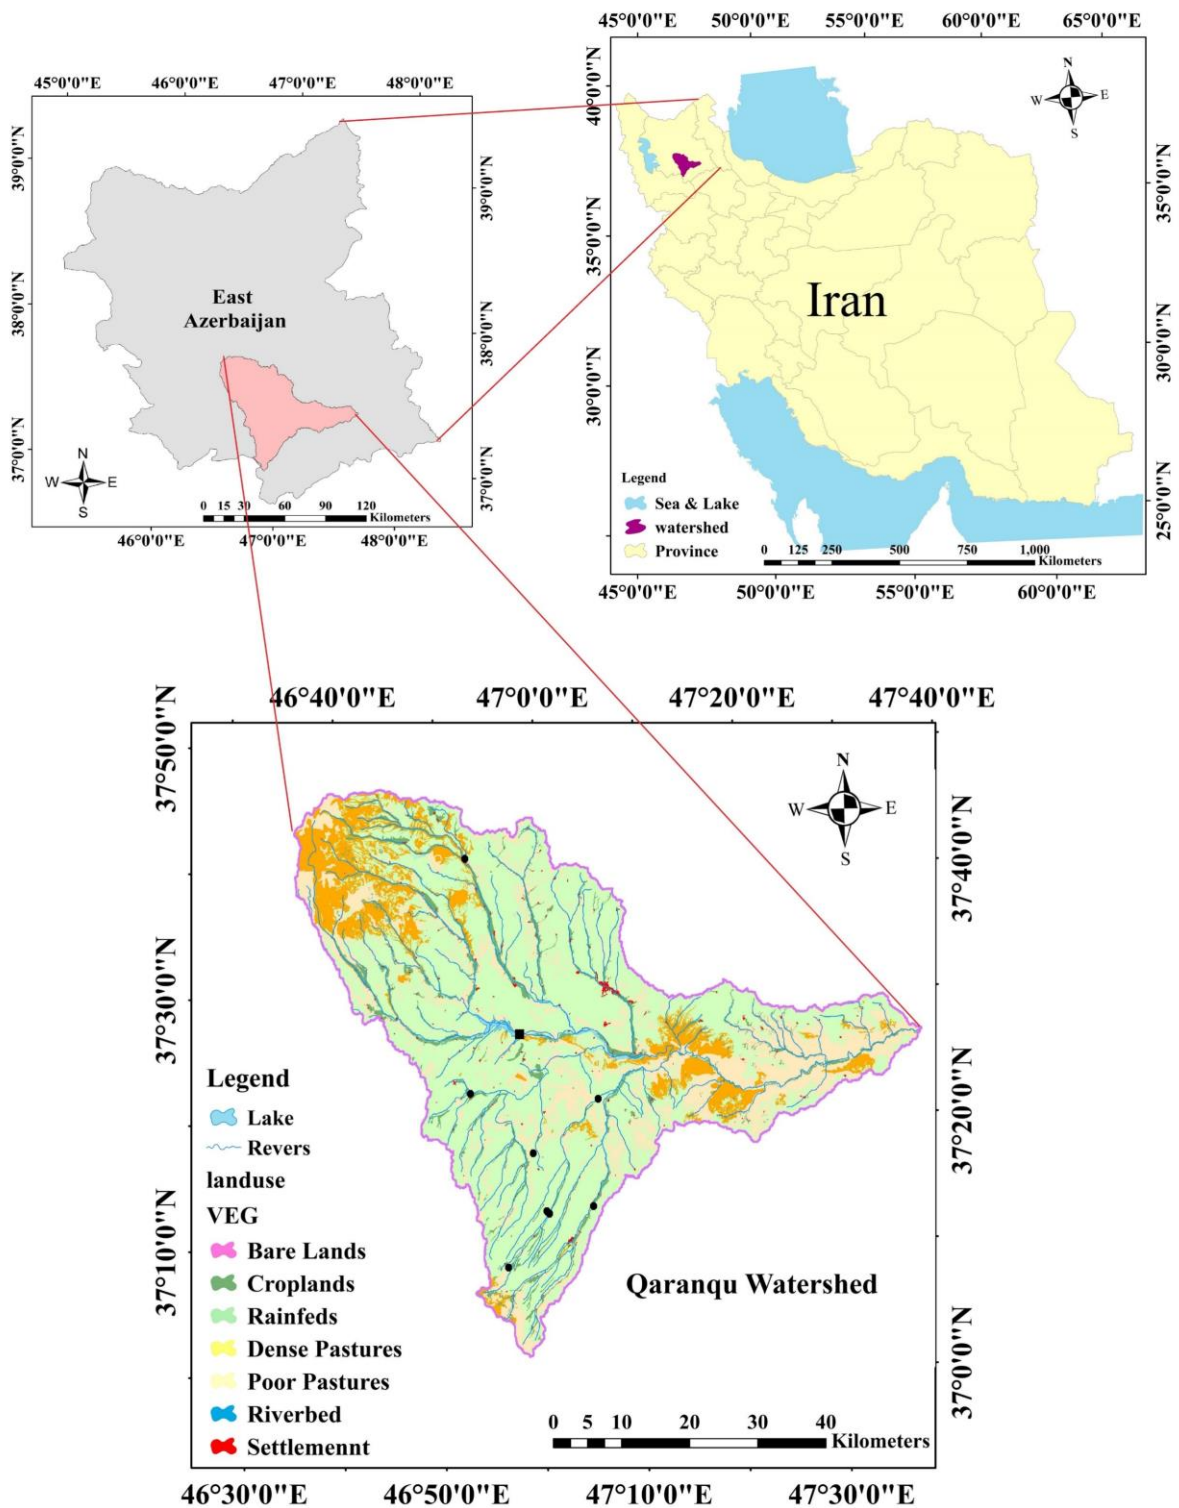 45°0'0"E 46°0'0"E 47°0'0"E 48°0'0"E
39°0'0"N
38°0'0"N
37°0'0"N
39°0'0"N
38°0'0"N
37°0'0"N
East
Azerbaijan
N
W E
S
0 15 30 60 90 120
Kilometers
46°0'0"E 47°0'0"E 48°0'0"E
45°0'0"E 50°0'0"E 55°0'0"E 60°0'0"E 65°0'0"E
40°0'0"N
35°0'0"N
30°0'0"N
35°0'0"N
30°0'0"N
25°0'0"N
N
W E
S
Iran
Legend
Sea & Lake
watershed
Province
0 125 250 500 750 1,000
Kilometers
45°0'0"E 50°0'0"E 55°0'0"E 60°0'0"E
46°40'0"E 47°0'0"E 47°20'0"E 47°40'0"E
37°50'0"N
37°30'0"N
37°10'0"N
37°40'0"N
37°20'0"N
37°0'0"N
N
W E
S
Legend
Lake
Revers
landuse
VEG
Bare Lands
Croplands
Rainfeds
Dense Pastures
Poor Pastures
Riverbed
Settlemennt
Qaranqu Watershed
0 5 10 20 30 40
Kilometers
46°30'0"E 46°50'0"E 47°10'0"E 47°30'0"E